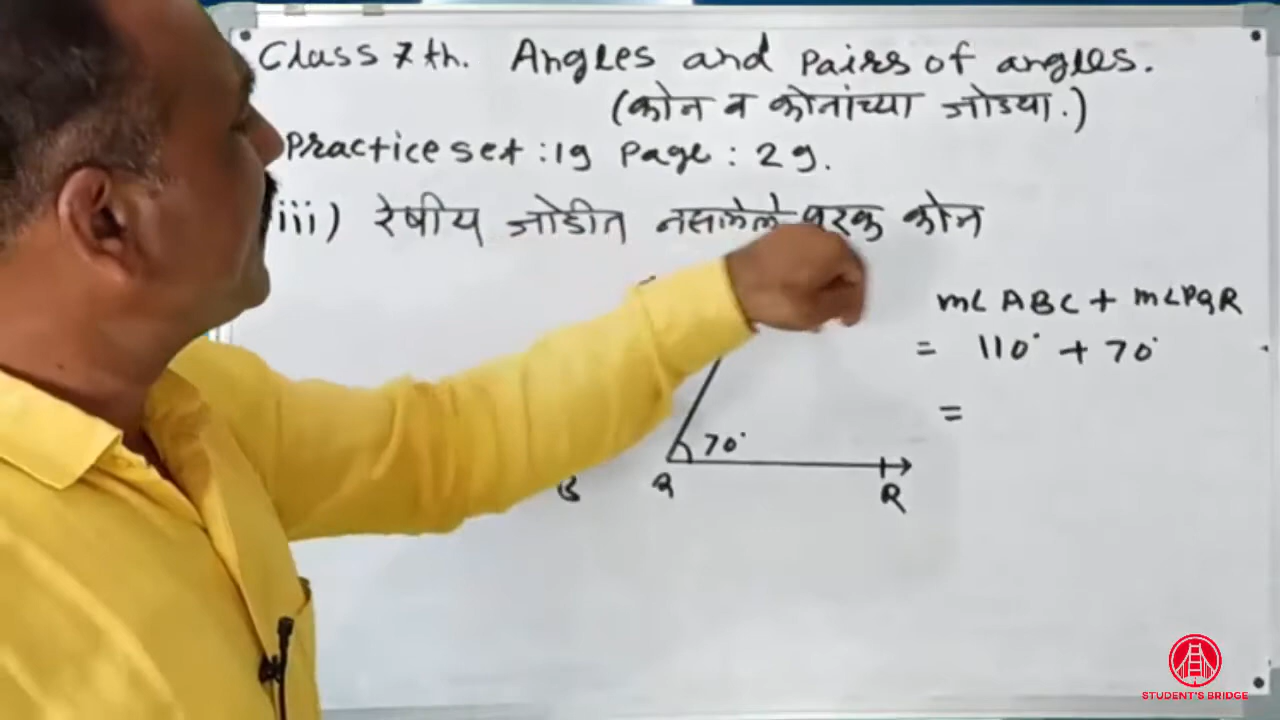 Class 7th. Angles and Pairs of angles.
(कोन व कोनांच्या जोड्या.)
Practice set : 19 Page : 29.
iii) रेषीय जोडीत नसलेले पूरक कोन
m∠ABC + m∠PQR
= 110° + 70°
=
70°
B Q R
STUDENT'S BRIDGE